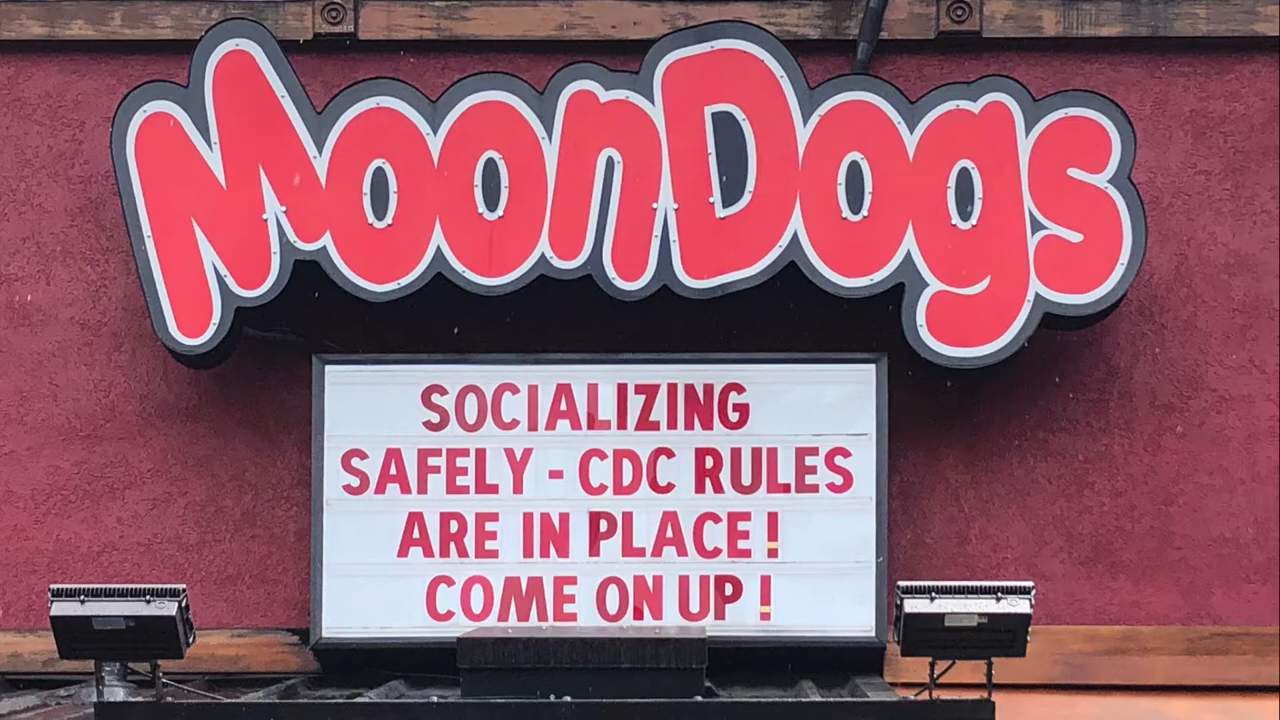 MoonDogs
SOCIALIZING
SAFELY - CDC RULES
ARE IN PLACE!
COME ON UP!